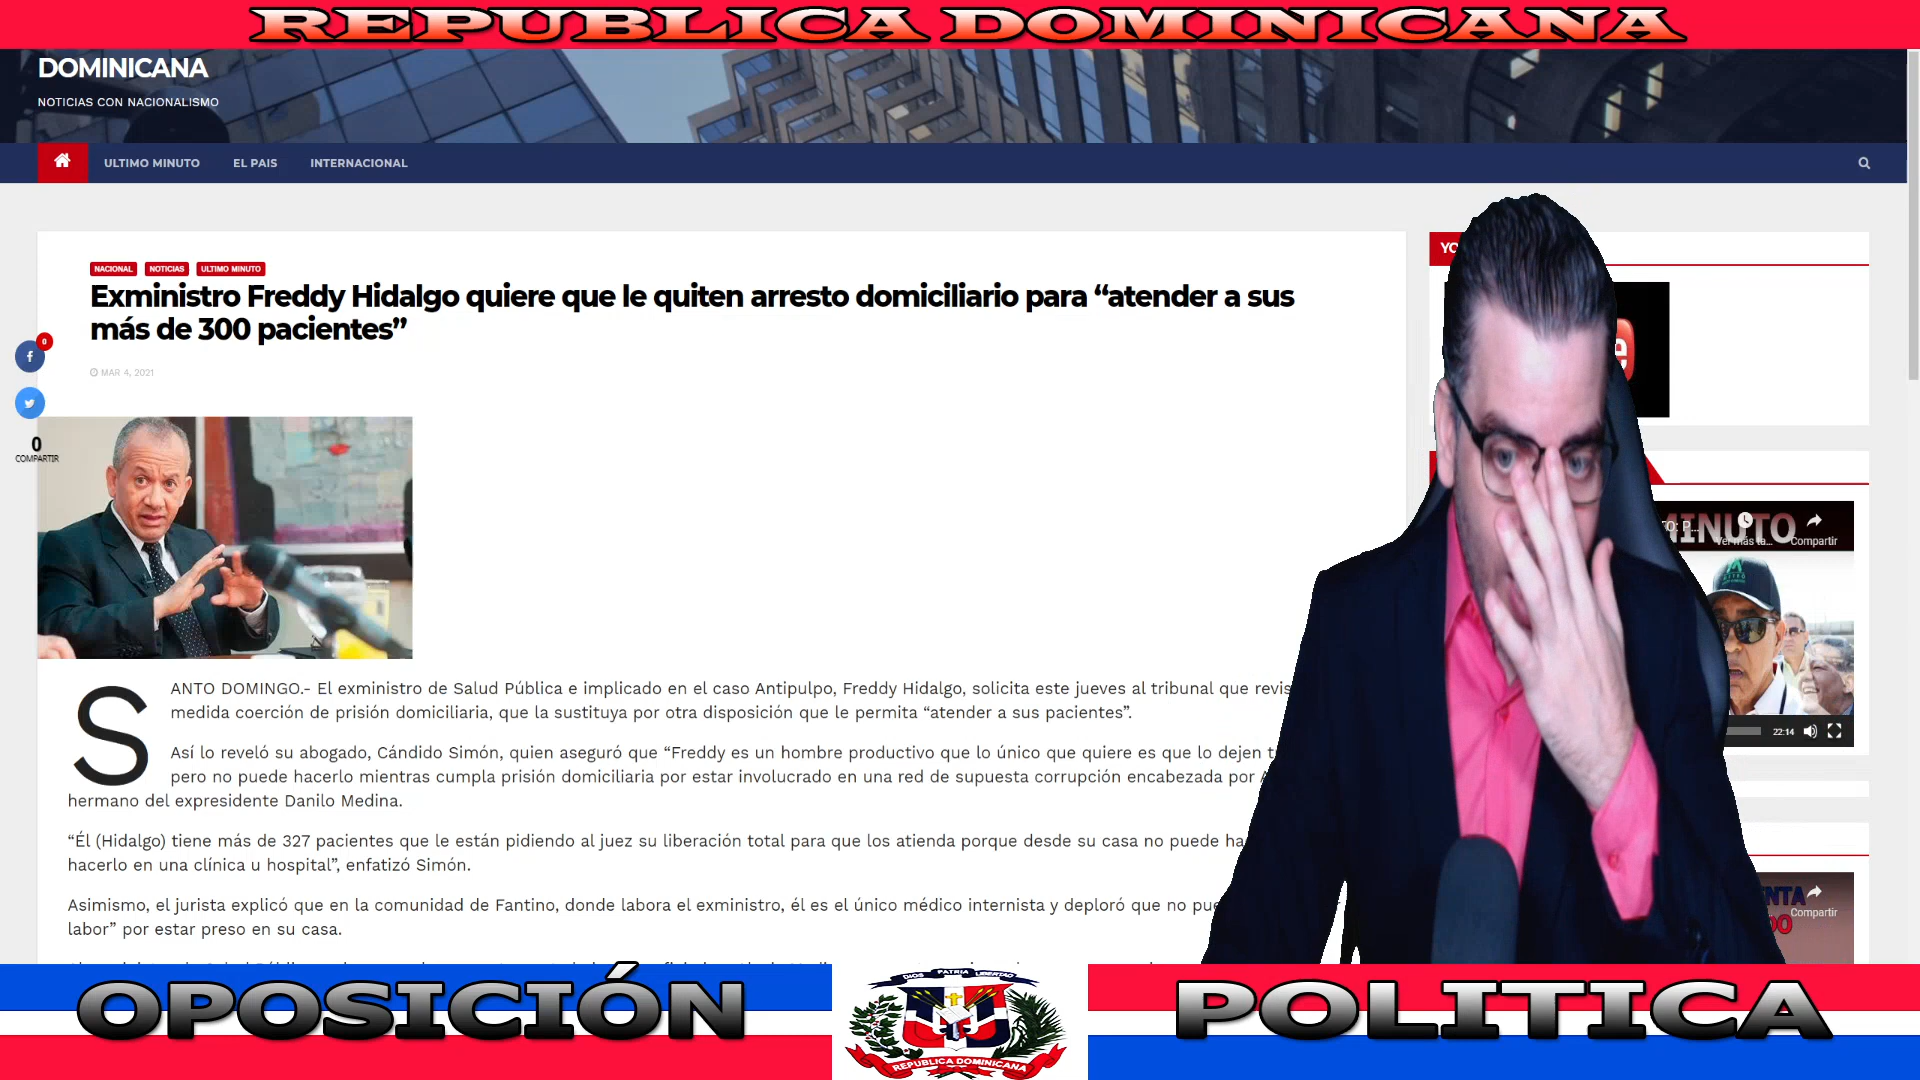 REPUBLICA DOMINICANA
DOMINICANA
NOTICIAS CON NACIONALISMO
ULTIMO MINUTO
EL PAIS
INTERNACIONAL
NACIONAL
NOTICIAS
ULTIMO MINUTO
Exministro Freddy Hidalgo quiere que le quiten arresto domiciliario para “atender a sus
más de 300 pacientes”
MAR 4, 2021
0
0
COMPARTIR
SANTO DOMINGO.- El exministro de Salud Pública e implicado en el caso Antipulpo, Freddy Hidalgo, solicita este jueves al tribunal que
medida coerción de prisión domiciliaria, que la sustituya por otra disposición que le permita “atender a sus pacientes”.
Así lo reveló su abogado, Cándido Simón, quien aseguró que “Freddy es un hombre productivo que lo único que quiere es que lo dejen
pero no puede hacerlo mientras cumpla prisión domiciliaria por estar involucrado en una red de supuesta corrupción encabezada por
hermano del expresidente Danilo Medina.
“Él (Hidalgo) tiene más de 327 pacientes que le están pidiendo al juez su liberación total para que los atienda porque desde su casa no puede
hacerlo en una clínica u hospital”, enfatizó Simón.
Asimismo, el jurista explicó que en la comunidad de Fantino, donde labora el exministro, él es el único médico internista y deploró que no
labor” por estar preso en su casa.
MINUTO
Ver más ta...
Compartir
22:14
Compartir
OPOSICIÓN
DIOS PATRIA LIBERTAD
REPUBLICA DOMINICANA
POLITICA